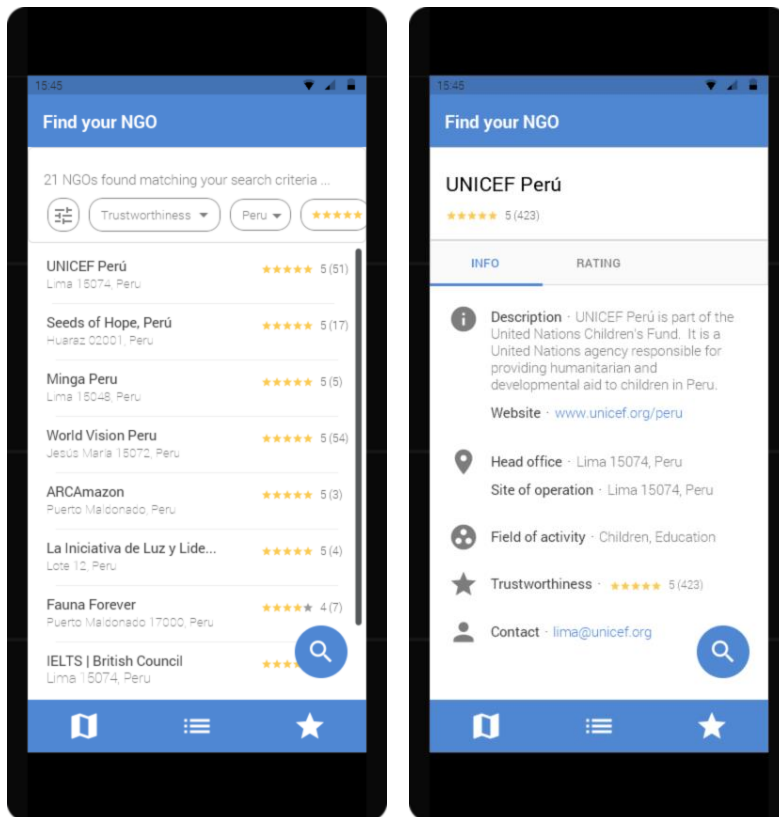 15:45
Find your NGO
21 NGOs found matching your search criteria ...
Trustworthiness Peru
UNICEF Perú 5 (51)
Lima 15074, Peru
Seeds of Hope, Perú 5 (17)
Huaraz 02001, Peru
Minga Peru 5 (5)
Lima 15048, Peru
World Vision Peru 5 (54)
Jesús María 15072, Peru
ARCAmazon 5 (3)
Puerto Maldonado, Peru
La Iniciativa de Luz y Lide... 5 (4)
Lote 12, Peru
Fauna Forever 4 (7)
Puerto Maldonado 17000, Peru
IELTS | British Council
Lima 15074, Peru
15:45
Find your NGO
UNICEF Perú
5 (423)
INFO RATING
Description · UNICEF Perú is part of the
United Nations Children's Fund. It is a
United Nations agency responsible for
providing humanitarian and
developmental aid to children in Peru.
Website · www.unicef.org/peru
Head office · Lima 15074, Peru
Site of operation · Lima 15074, Peru
Field of activity · Children, Education
Trustworthiness · 5 (423)
Contact · lima@unicef.org